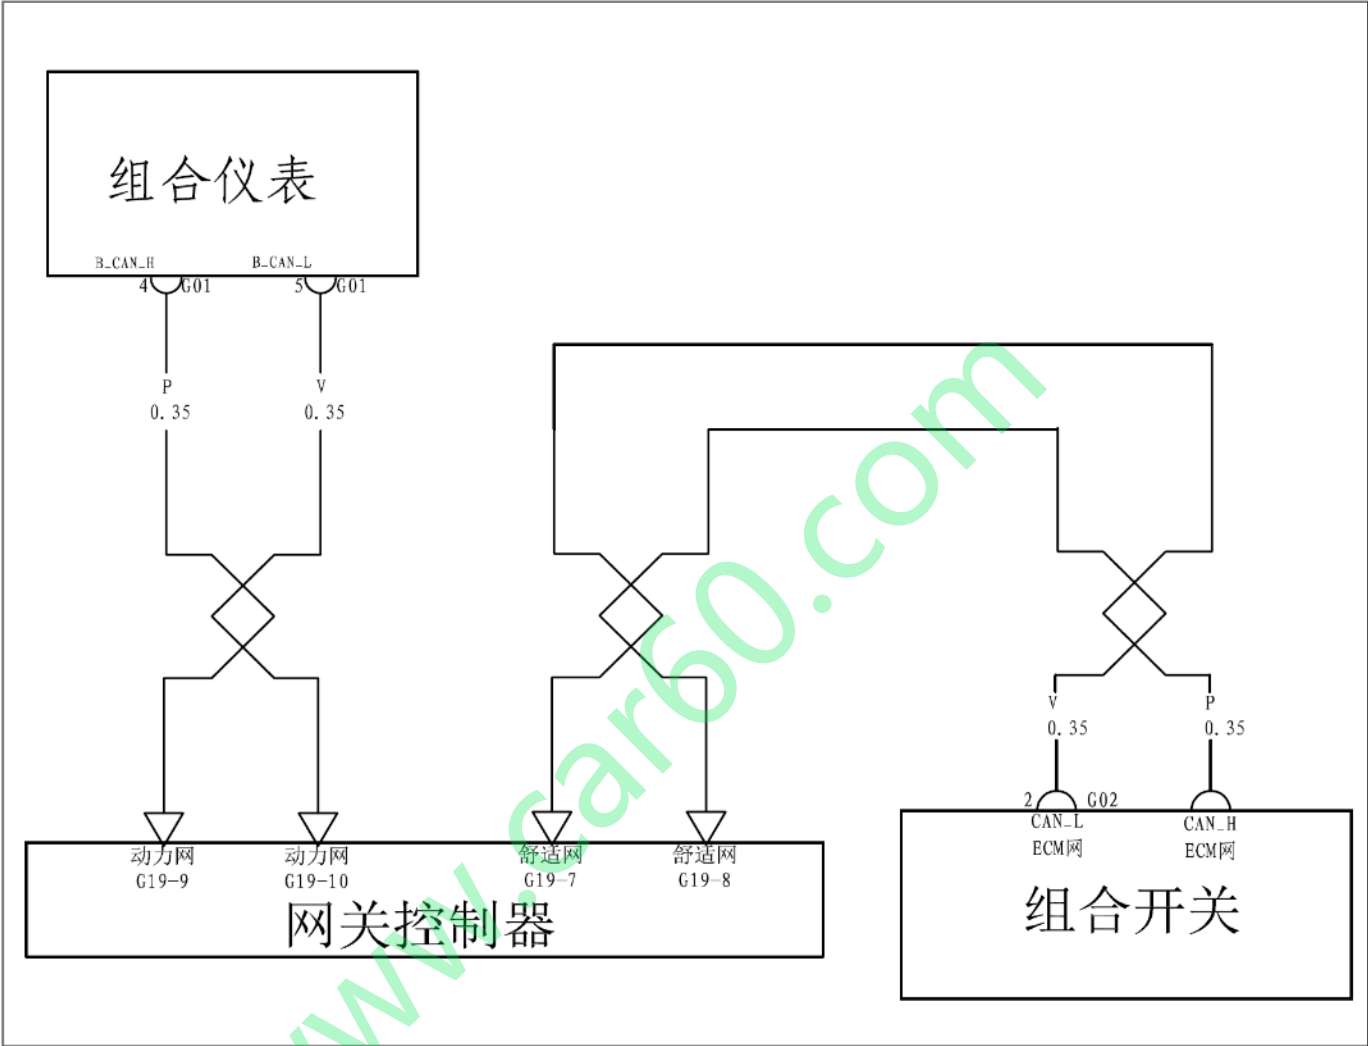 组合仪表
B_CAN_H B_CAN_L
4 G01 5 G01
P V
0.35 0.35
V P
0.35 0.35
2 G02
CAN_L CAN_H
ECM网 ECM网
组合开关
动力网 动力网 舒适网 舒适网
G19-9 G19-10 G19-7 G19-8
网关控制器
www.car60.com